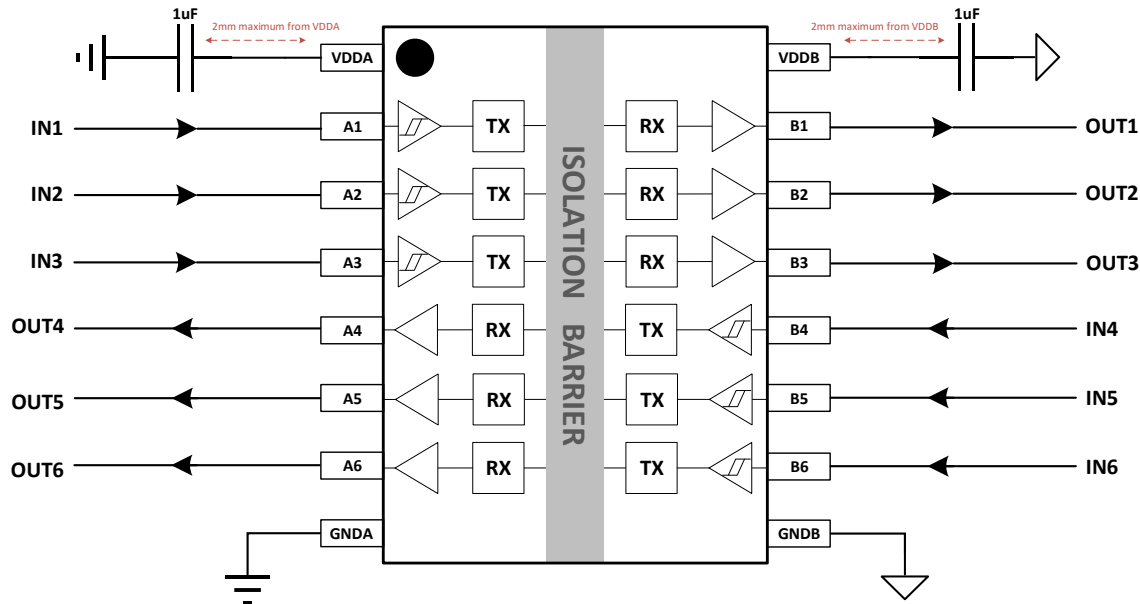 1uF
2mm maximum from VDDA
2mm maximum from VDDB
1uF
VDDA
VDDB
IN1
A1
TX
RX
B1
OUT1
IN2
A2
TX
RX
B2
OUT2
IN3
A3
TX
RX
B3
OUT3
OUT4
A4
RX
TX
B4
IN4
OUT5
A5
RX
TX
B5
IN5
OUT6
A6
RX
TX
B6
IN6
ISOLATION BARRIER
GNDA
GNDB